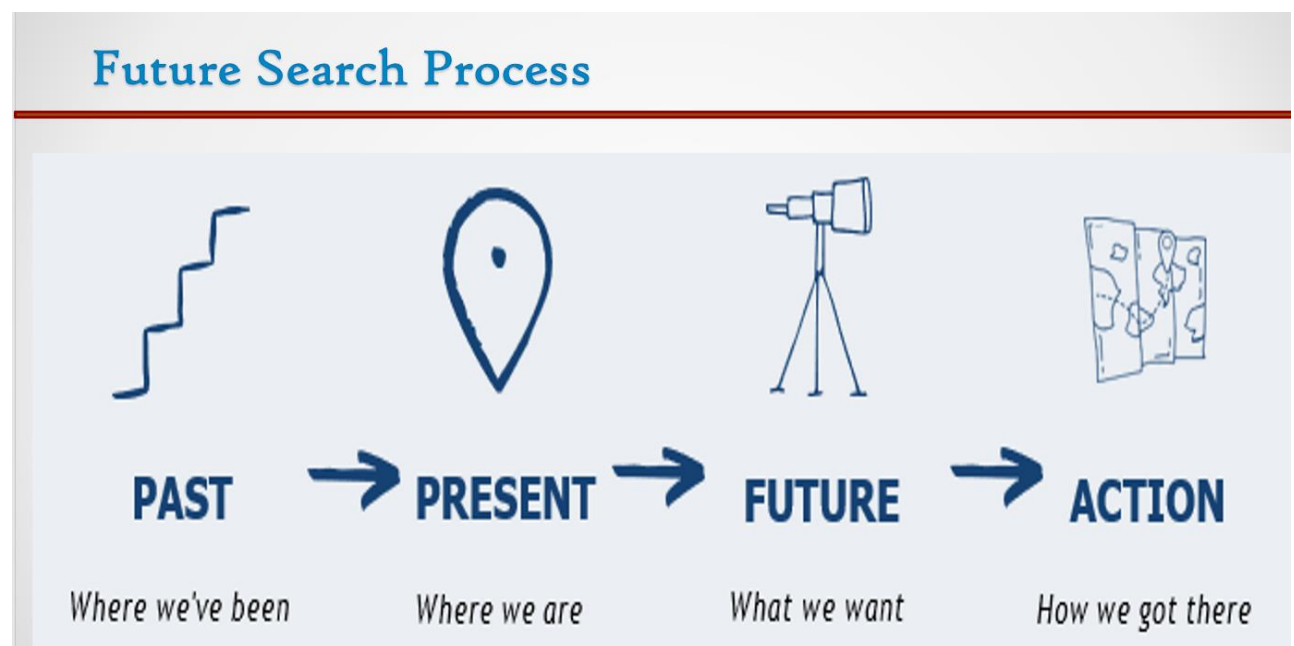 Future Search Process
PAST
PRESENT
FUTURE
ACTION
Where we've been
Where we are
What we want
How we got there